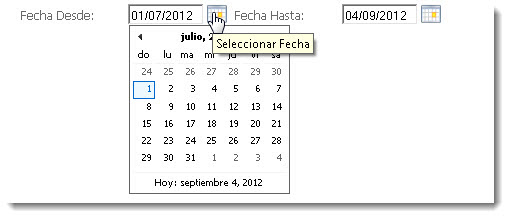 Fecha Desde: 01/07/2012 Fecha Hasta: 04/09/2012
julio, 2
Seleccionar Fecha
do lu ma mi ju vi sa
24 25 26 27 28 29 30
1 2 3 4 5 6 7
8 9 10 11 12 13 14
15 16 17 18 19 20 21
22 23 24 25 26 27 28
29 30 31 1 2 3 4
Hoy: septiembre 4, 2012